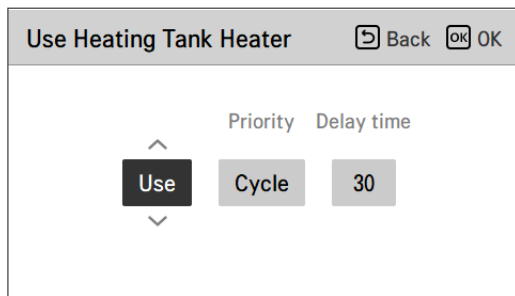 Use Heating Tank Heater Back OK OK
Priority Delay time
Use Cycle 30